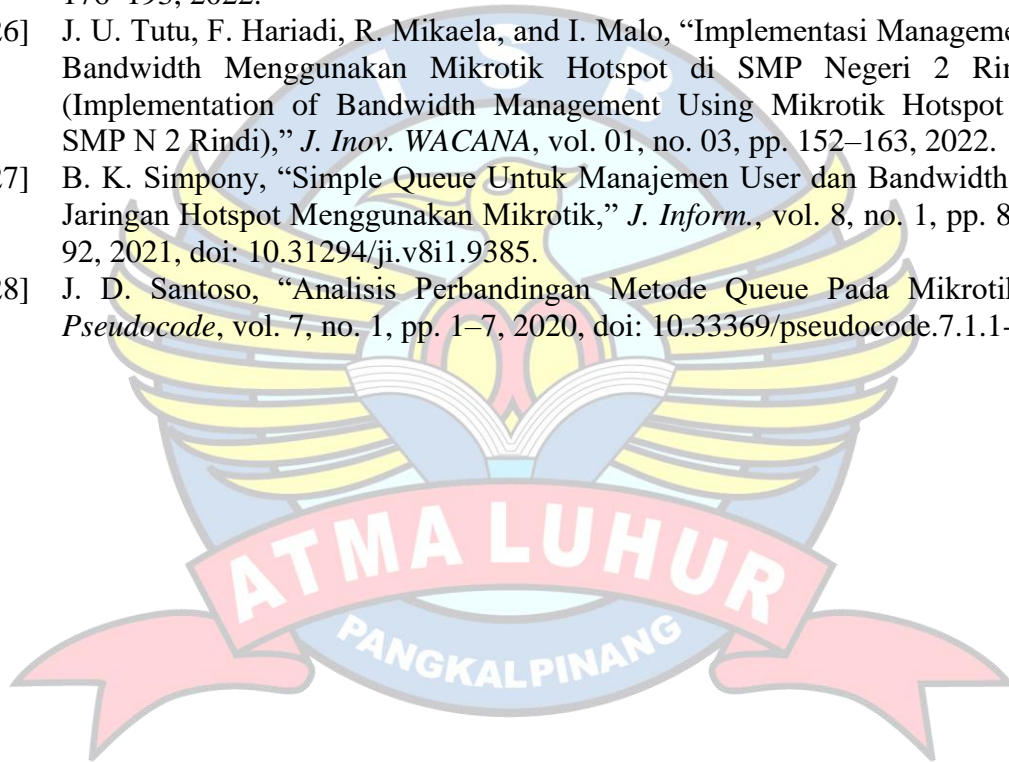 176–193, 2022.
26] J. U. Tutu, F. Hariadi, R. Mikaela, and I. Malo, “Implementasi Manageme
Bandwidth Menggunakan Mikrotik Hotspot di SMP Negeri 2 Rin
(Implementation of Bandwidth Management Using Mikrotik Hotspot
SMP N 2 Rindi),” J. Inov. WACANA, vol. 01, no. 03, pp. 152–163, 2022.
27] B. K. Simpony, “Simple Queue Untuk Manajemen User dan Bandwidth
Jaringan Hotspot Menggunakan Mikrotik,” J. Inform., vol. 8, no. 1, pp. 8
92, 2021, doi: 10.31294/ji.v8i1.9385.
28] J. D. Santoso, “Analisis Perbandingan Metode Queue Pada Mikrotik
Pseudocode, vol. 7, no. 1, pp. 1–7, 2020, doi: 10.33369/pseudocode.7.1.1-
I S B
ATMA LUHUR
PANGKALPINANG